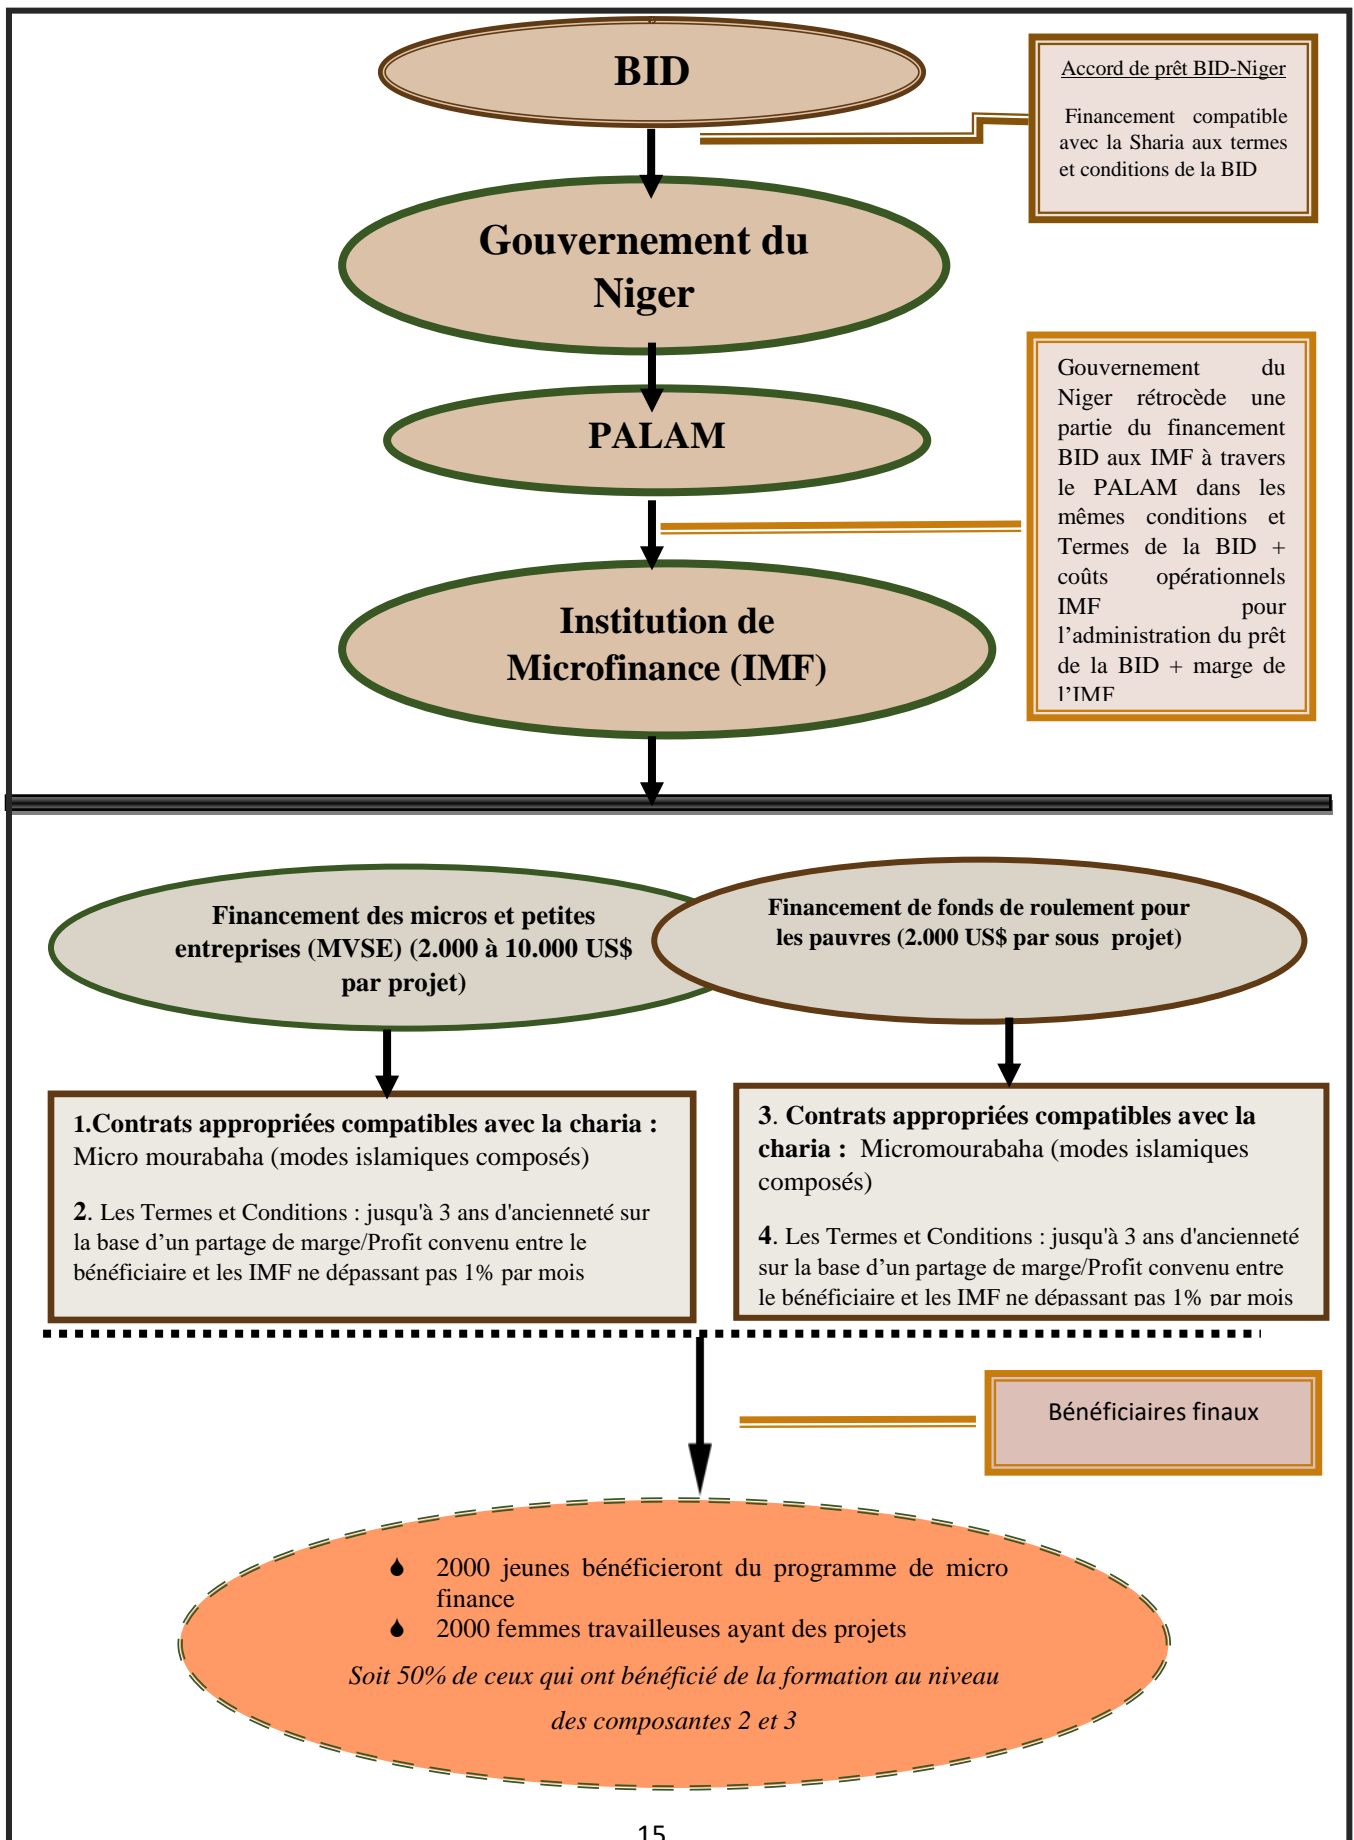 BID
Accord de prêt BID-Niger
Financement compatible
avec la Sharia aux termes
et conditions de la BID
Gouvernement du
Niger
PALAM
Gouvernement du
Niger rétrocède une
partie du financement
BID aux IMF à travers
le PALAM dans les
mêmes conditions et
Termes de la BID +
coûts opérationnels
IMF pour
l’administration du prêt
de la BID + marge de
l’IMF
Institution de
Microfinance (IMF)
Financement des micros et petites
entreprises (MVSE) (2.000 à 10.000 US$
par projet)
Financement de fonds de roulement pour
les pauvres (2.000 US$ par sous projet)
1.Contrats appropriées compatibles avec la charia :
Micro mourabaha (modes islamiques composés)
2. Les Termes et Conditions : jusqu'à 3 ans d'ancienneté sur
la base d’un partage de marge/Profit convenu entre le
bénéficiaire et les IMF ne dépassant pas 1% par mois
3. Contrats appropriées compatibles avec la
charia : Micromourabaha (modes islamiques
composés)
4. Les Termes et Conditions : jusqu'à 3 ans d'ancienneté
sur la base d’un partage de marge/Profit convenu entre
le bénéficiaire et les IMF ne dépassant pas 1% par mois
Bénéficiaires finaux
2000 jeunes bénéficieront du programme de micro
finance
2000 femmes travailleuses ayant des projets
Soit 50% de ceux qui ont bénéficié de la formation au niveau
des composantes 2 et 3
15